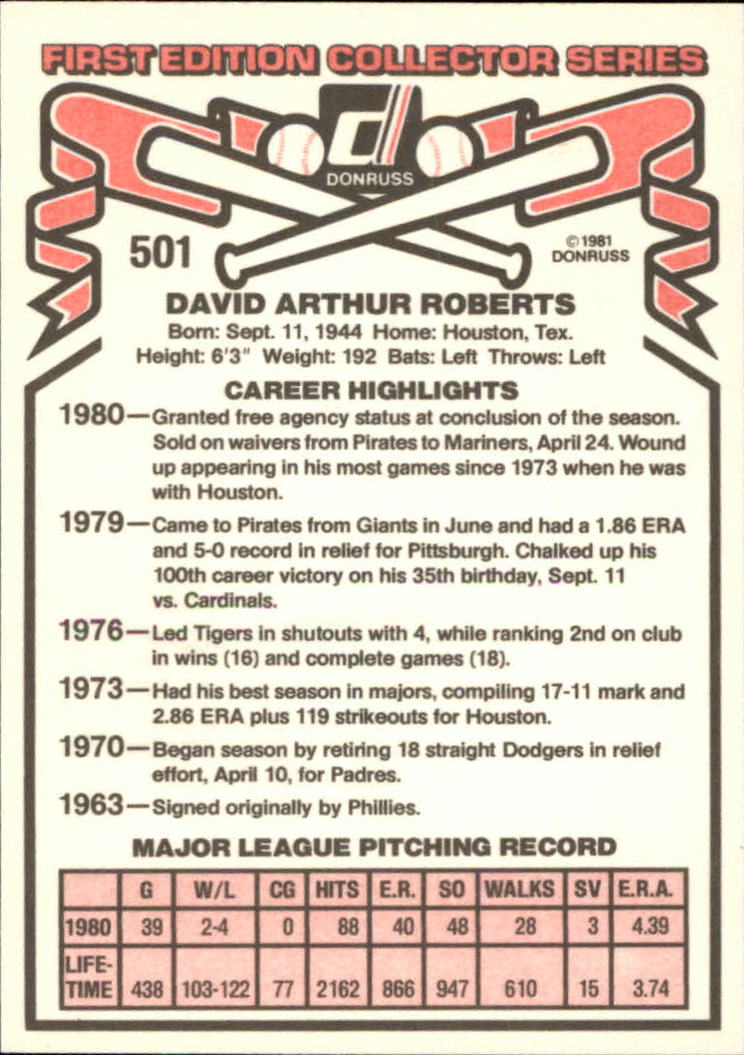 FIRST EDITION COLLECTOR SERIES
d
DONRUSS
501
© 1981
DONRUSS
DAVID ARTHUR ROBERTS
Born: Sept. 11, 1944 Home: Houston, Tex.
Height: 6'3" Weight: 192 Bats: Left Throws: Left
CAREER HIGHLIGHTS
1980—Granted free agency status at conclusion of the season.
Sold on waivers from Pirates to Mariners, April 24. Wound
up appearing in his most games since 1973 when he was
with Houston.
1979—Came to Pirates from Giants in June and had a 1.86 ERA
and 5-0 record in relief for Pittsburgh. Chalked up his
100th career victory on his 35th birthday, Sept. 11
vs. Cardinals.
1976—Led Tigers in shutouts with 4, while ranking 2nd on club
in wins (16) and complete games (18).
1973—Had his best season in majors, compiling 17-11 mark and
2.86 ERA plus 119 strikeouts for Houston.
1970—Began season by retiring 18 straight Dodgers in relief
effort, April 10, for Padres.
1963—Signed originally by Phillies.
MAJOR LEAGUE PITCHING RECORD
G W/L CG HITS E.R. SO WALKS SV E.R.A.
1980 39 2-4 0 88 40 48 28 3 4.39
LIFE-
TIME 438 103-122 77 2162 866 947 610 15 3.74